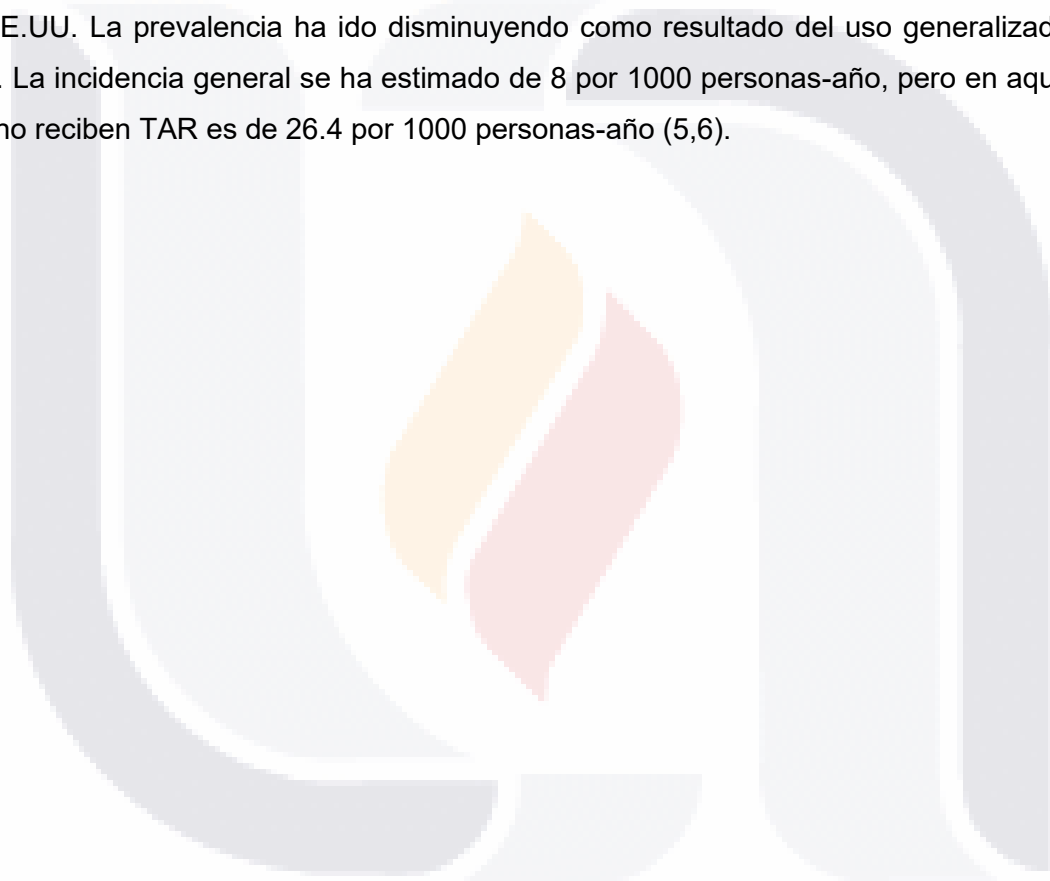 E.UU. La prevalencia ha ido disminuyendo como resultado del uso generalizad
. La incidencia general se ha estimado de 8 por 1000 personas-año, pero en aqu
no reciben TAR es de 26.4 por 1000 personas-año (5,6).